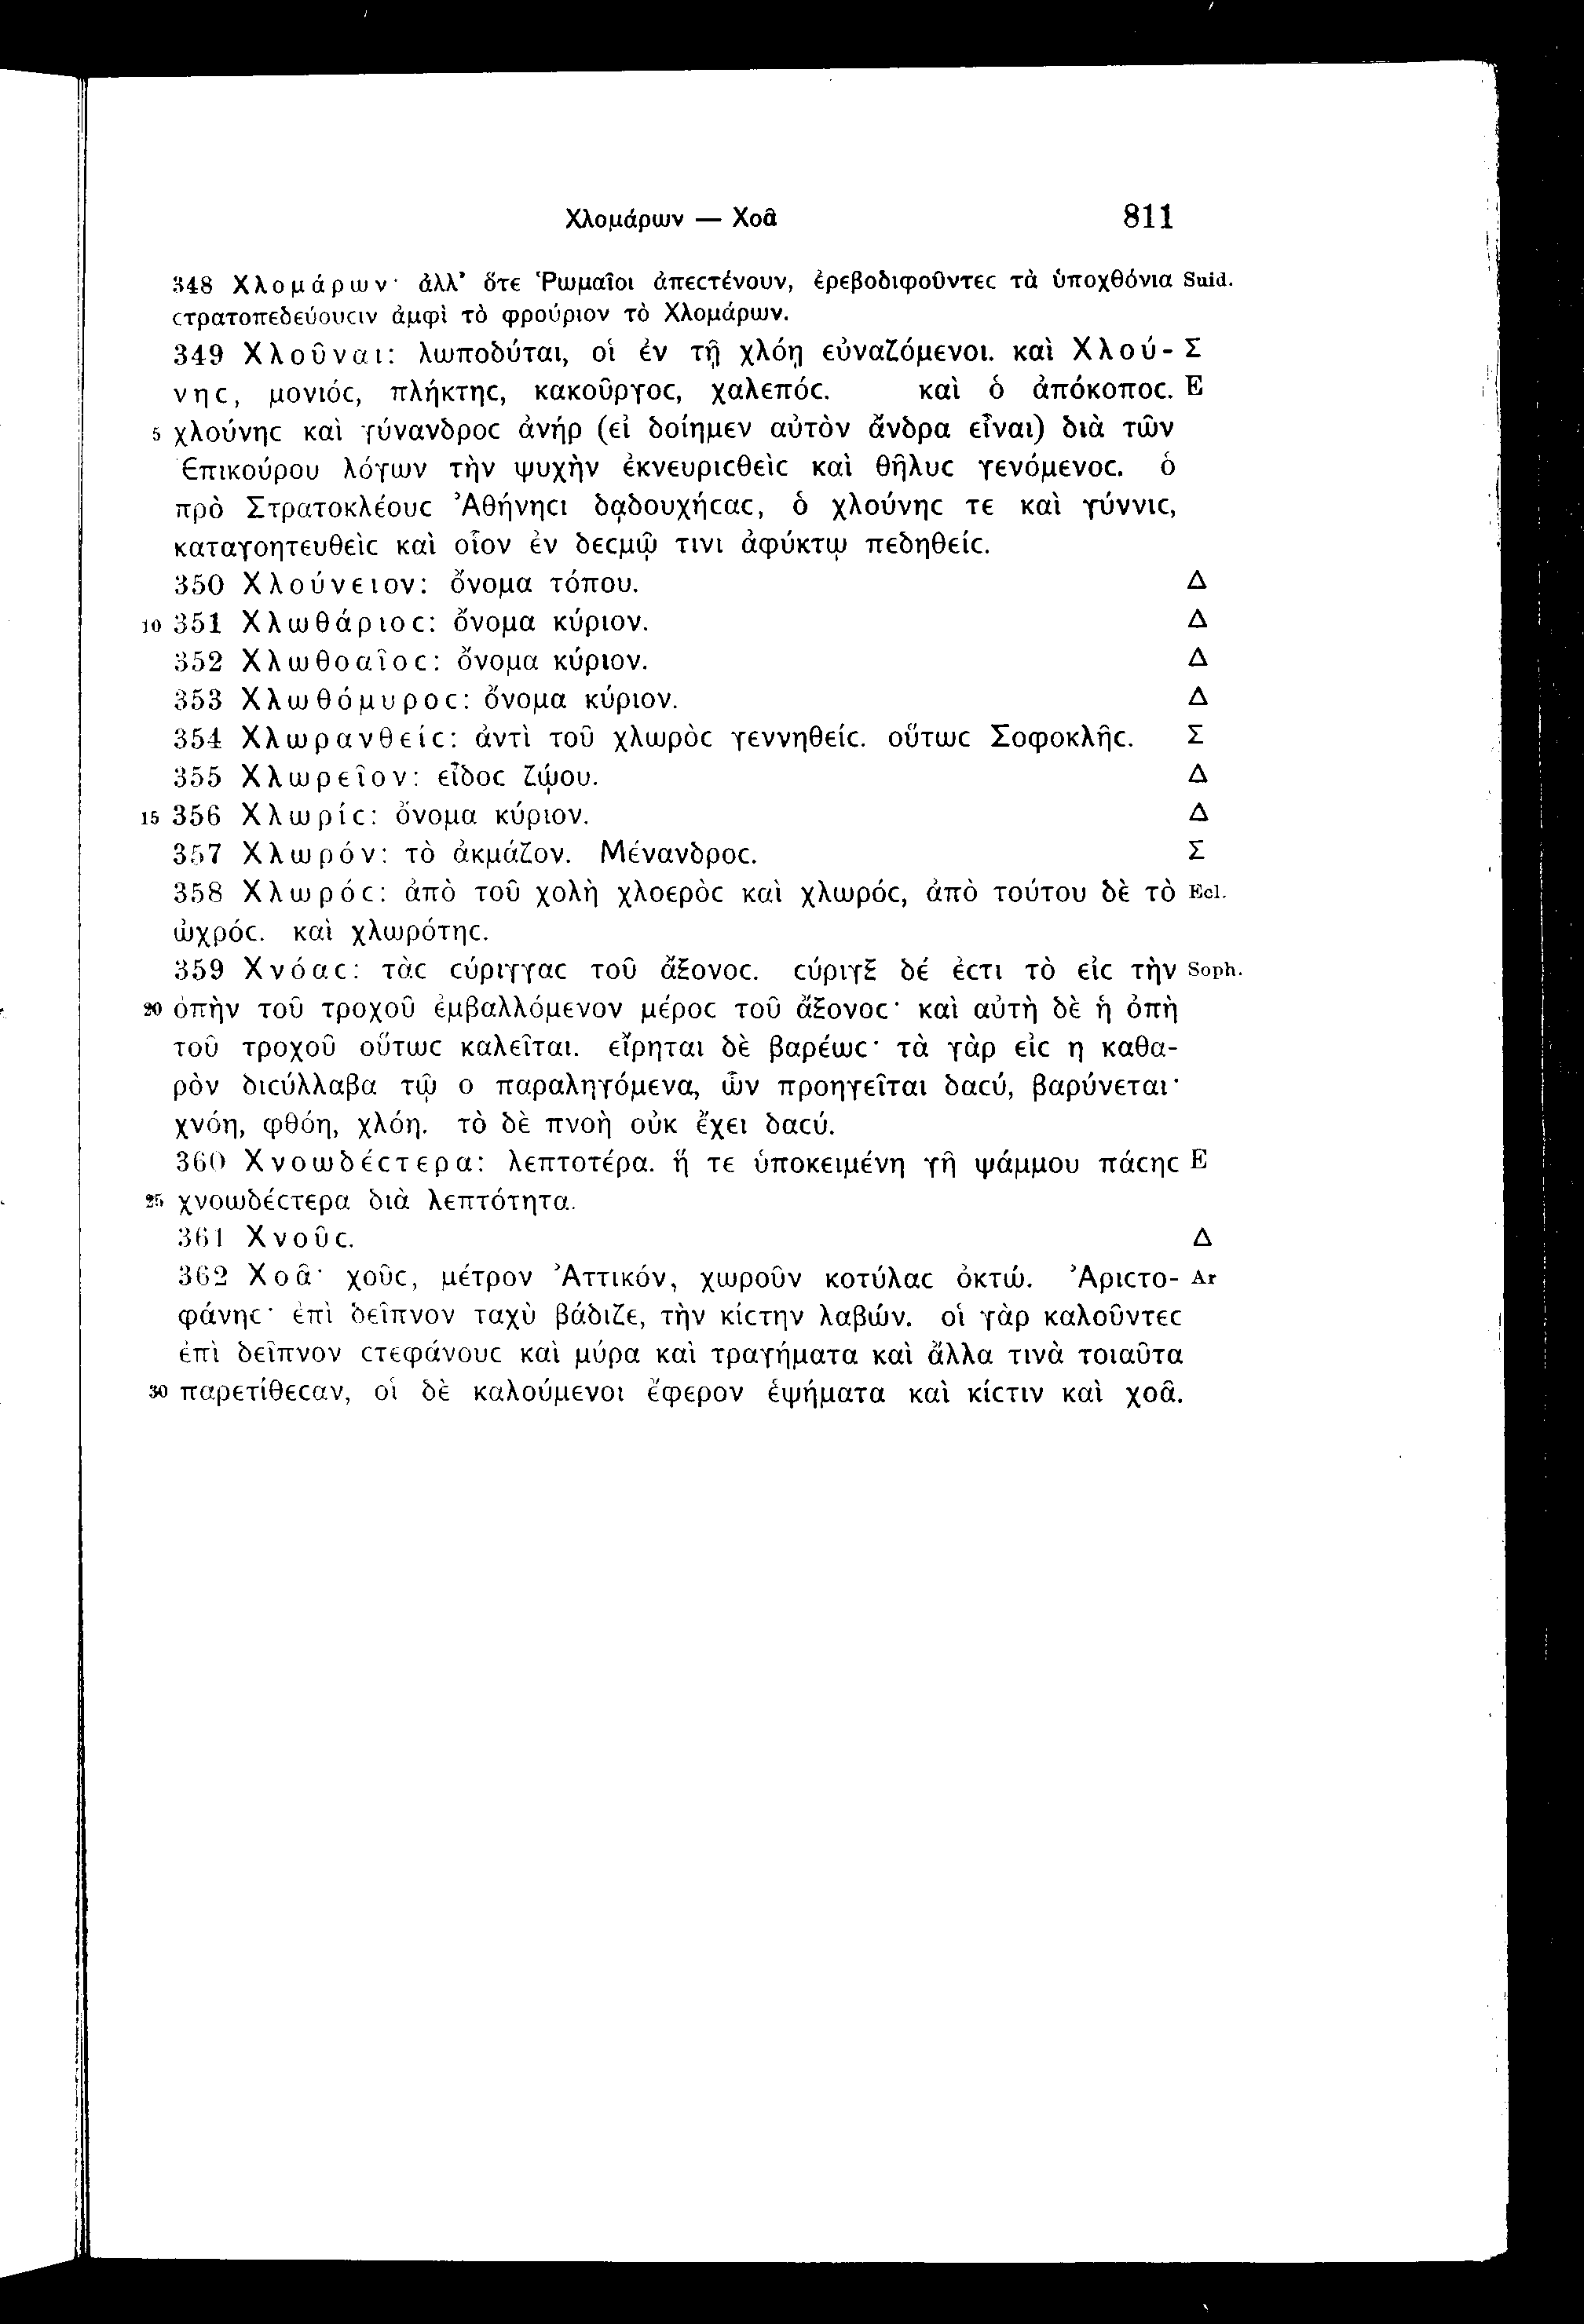 Χλομάρων — Χοᾶ 811
348 Χλομάρων· ἀλλ' ὅτε Ῥωμαῖοι ἀπεϲτένουν, ἐρεβοδιφοῦντεϲ τὰ ὑποχθόνια Suid.
ϲτρατοπεδεύουϲιν ἀμφὶ τὸ φρούριον τὸ Χλομάρων.
349 Χλοῦναι: λωποδύται, οἱ ἐν τῇ χλόῃ εὐναζόμενοι. καὶ Χλού- Σ
νηϲ, μονιόϲ, πλήκτηϲ, κακοῦργοϲ, χαλεπόϲ. καὶ ὁ ἀπόκοποϲ. E
5 χλούνηϲ καὶ γύνανδροϲ ἀνήρ (εἰ δοίημεν αὐτὸν ἄνδρα εἶναι) διὰ τῶν
Ἐπικούρου λόγων τὴν ψυχὴν ἐκνευριϲθεὶϲ καὶ θῆλυϲ γενόμενοϲ. ὁ
πρὸ Στρατοκλέουϲ Ἀθήνηϲι δᾳδουχήϲαϲ, ὁ χλούνηϲ τε καὶ γύννιϲ,
καταγοητευθεὶϲ καὶ οἷον ἐν δεϲμῷ τινι ἀφύκτῳ πεδηθείϲ.
350 Χλούνειον: ὄνομα τόπου. Δ
10 351 Χλωθάριοϲ: ὄνομα κύριον. Δ
352 Χλωθοαῖοϲ: ὄνομα κύριον. Δ
353 Χλωθόμυροϲ: ὄνομα κύριον. Δ
354 Χλωρανθείϲ: ἀντὶ τοῦ χλωρὸϲ γεννηθείϲ. οὕτωϲ Σοφοκλῆϲ. Σ
355 Χλωρεῖον: εἶδοϲ ζῴου. Δ
15 356 Χλωρίϲ: ὄνομα κύριον. Δ
357 Χλωρόν: τὸ ἀκμάζον. Μένανδροϲ. Σ
358 Χλωρόϲ: ἀπὸ τοῦ χολὴ χλοερὸϲ καὶ χλωρόϲ, ἀπὸ τούτου δὲ τὸ Ecl.
ὠχρόϲ. καὶ χλωρότηϲ.
359 Χνόαϲ: τὰϲ ϲύριγγαϲ τοῦ ἄξονοϲ. ϲύριγξ δέ ἐϲτι τὸ εἰϲ τὴν Soph.
20 ὀπὴν τοῦ τροχοῦ ἐμβαλλόμενον μέροϲ τοῦ ἄξονοϲ· καὶ αὐτὴ δὲ ἡ ὀπὴ
τοῦ τροχοῦ οὕτωϲ καλεῖται. εἴρηται δὲ βαρέωϲ· τὰ γὰρ εἰϲ η καθα-
ρὸν διϲύλλαβα τῷ ο παραληγόμενα, ὧν προηγεῖται δαϲύ, βαρύνεται·
χνόη, φθόη, χλόη. τὸ δὲ πνοὴ οὐκ ἔχει δαϲύ.
360 Χνοωδέϲτερα: λεπτοτέρα. ἥ τε ὑποκειμένη γῆ ψάμμου πάϲηϲ E
25 χνοωδέϲτερα διὰ λεπτότητα.
361 Χνοῦϲ. Δ
362 Χοᾶ· χοῦϲ, μέτρον Ἀττικόν, χωροῦν κοτύλαϲ ὀκτώ. Ἀριϲτο- Ar
φάνηϲ· ἐπὶ δεῖπνον ταχὺ βάδιζε, τὴν κίϲτην λαβών. οἱ γὰρ καλοῦντεϲ
ἐπὶ δεῖπνον ϲτεφάνουϲ καὶ μύρα καὶ τραγήματα καὶ ἄλλα τινὰ τοιαῦτα
30 παρετίθεϲαν, οἱ δὲ καλούμενοι ἔφερον ἑψήματα καὶ κίϲτιν καὶ χοᾶ.